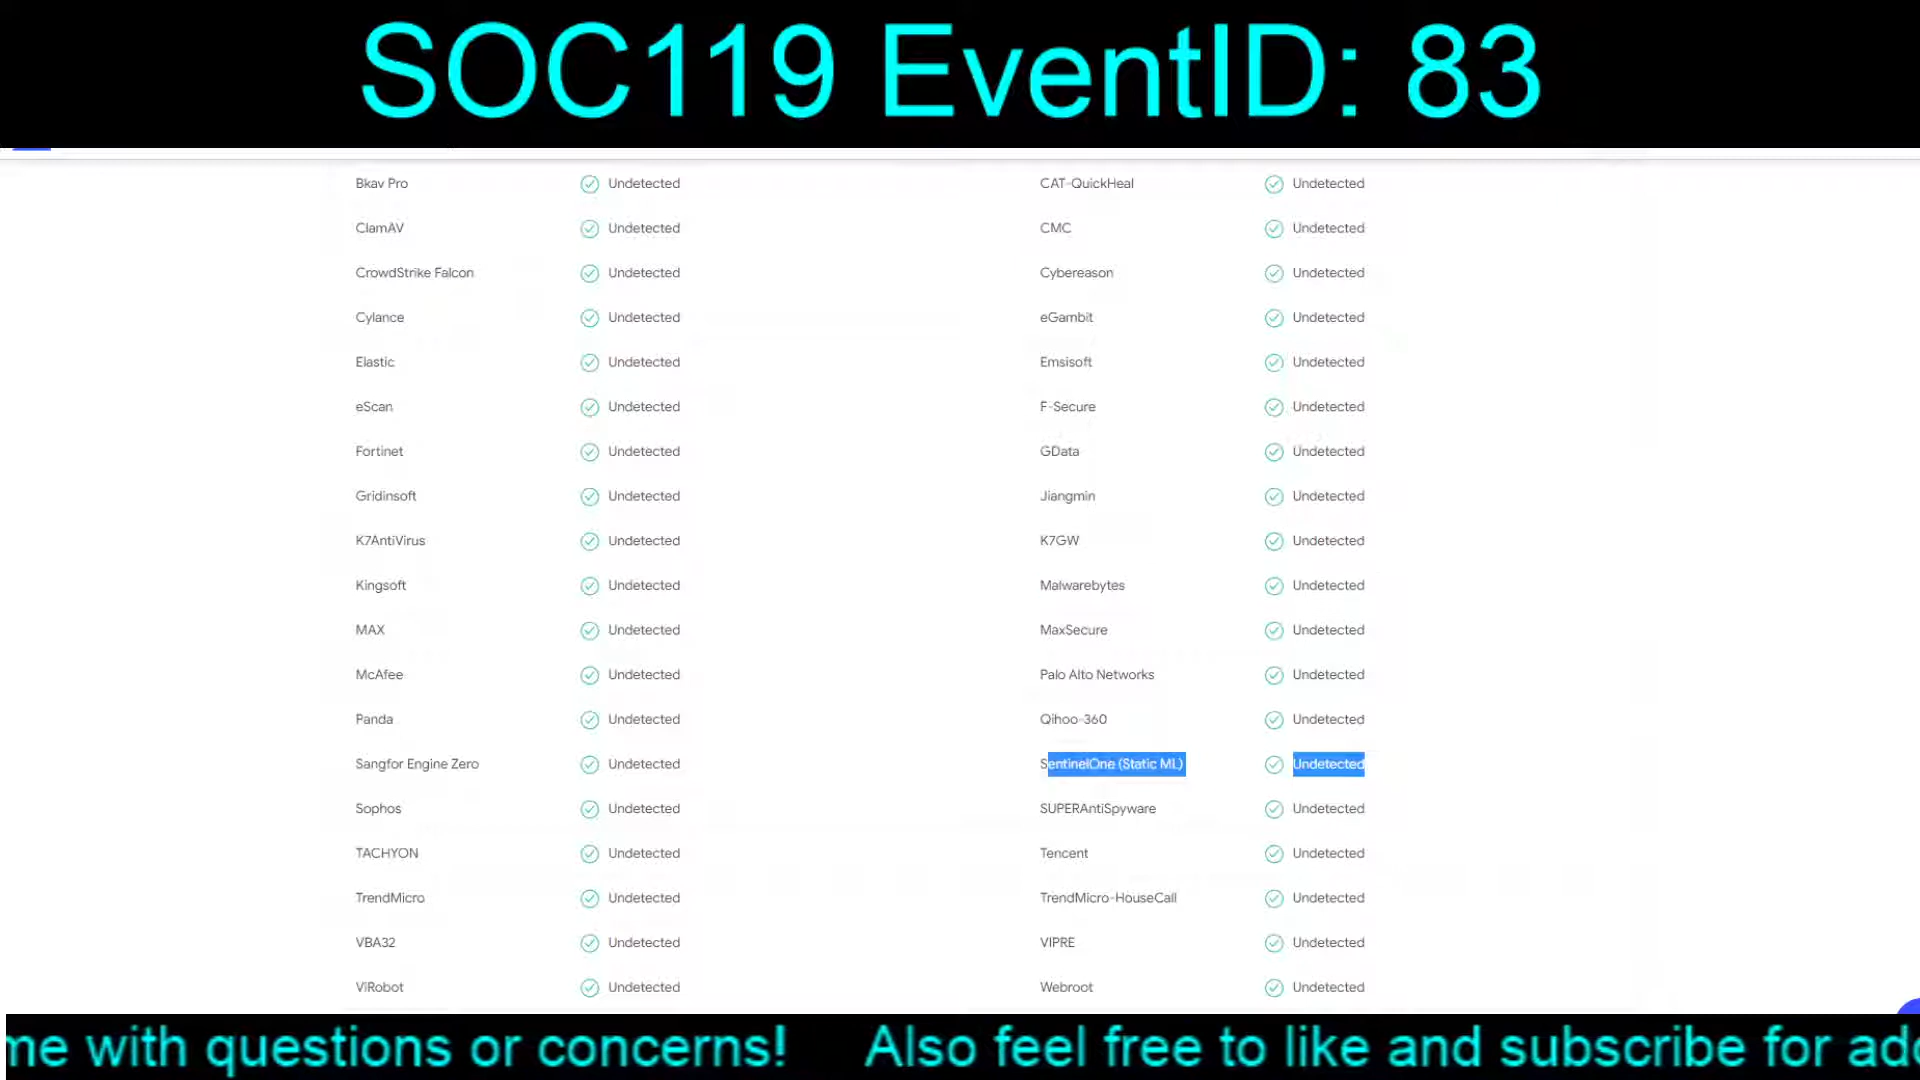 SOC119 EventID: 83
Bkav Pro Undetected CAT-QuickHeal Undetected
ClamAV Undetected CMC Undetected
CrowdStrike Falcon Undetected Cybereason Undetected
Cylance Undetected eGambit Undetected
Elastic Undetected Emsisoft Undetected
eScan Undetected F-Secure Undetected
Fortinet Undetected GData Undetected
Gridinsoft Undetected Jiangmin Undetected
K7AntiVirus Undetected K7GW Undetected
Kingsoft Undetected Malwarebytes Undetected
MAX Undetected MaxSecure Undetected
McAfee Undetected Palo Alto Networks Undetected
Panda Undetected Qihoo-360 Undetected
Sangfor Engine Zero Undetected SentinelOne (Static ML) Undetected
Sophos Undetected SUPERAntiSpyware Undetected
TACHYON Undetected Tencent Undetected
TrendMicro Undetected TrendMicro-HouseCall Undetected
VBA32 Undetected VIPRE Undetected
ViRobot Undetected Webroot Undetected
me with questions or concerns! Also feel free to like and subscribe for add